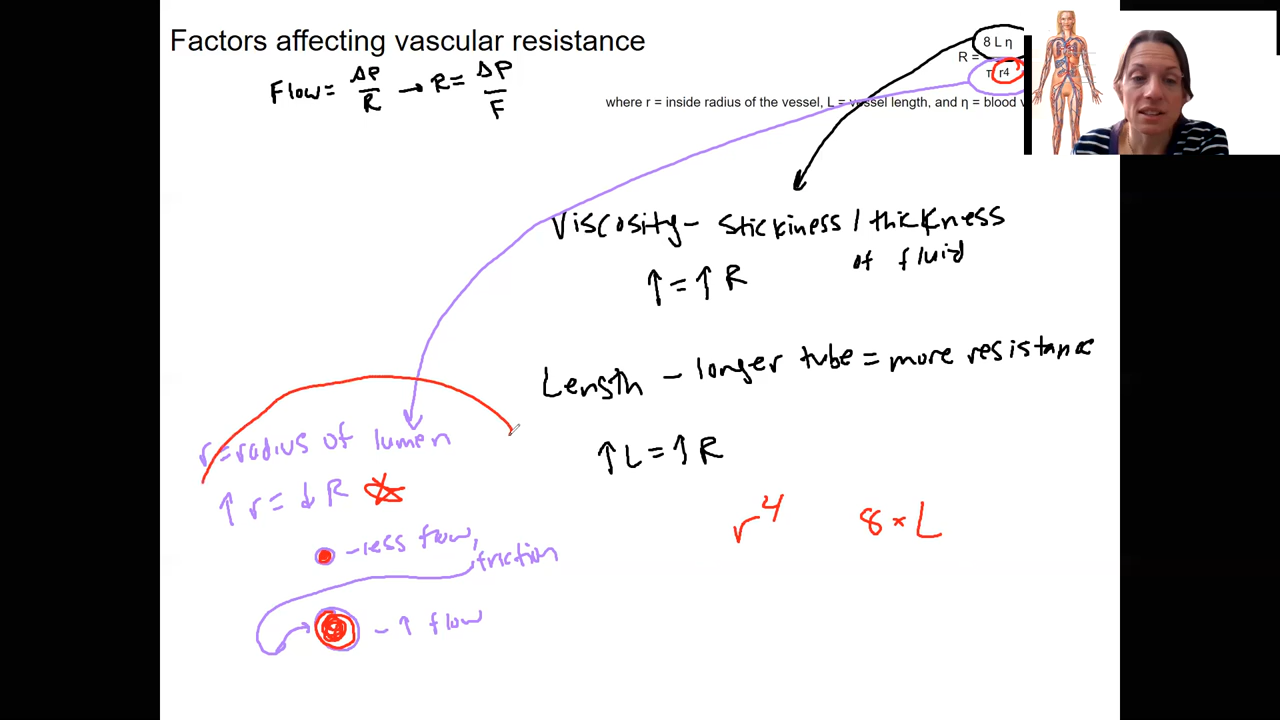 Factors affecting vascular resistance
Flow = ΔP/R → R = ΔP/F
8 L η
R =
π r⁴
where r = inside radius of the vessel, L = vessel length, and η = blood v
Viscosity - stickiness / thickness
of fluid
↑ = ↑ R
Length - longer tube = more resistance
↑ L = ↑ R
r = radius of lumen
↑ r = ↓ R
- less flow,
friction
- ↑ flow
r⁴ 8 × L